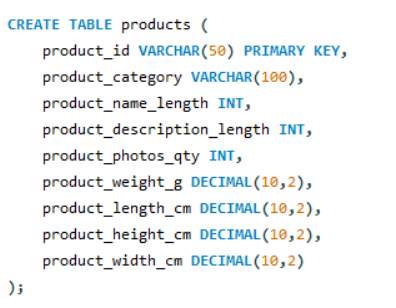 CREATE TABLE products (
    product_id VARCHAR(50) PRIMARY KEY,
    product_category VARCHAR(100),
    product_name_length INT,
    product_description_length INT,
    product_photos_qty INT,
    product_weight_g DECIMAL(10,2),
    product_length_cm DECIMAL(10,2),
    product_height_cm DECIMAL(10,2),
    product_width_cm DECIMAL(10,2)
);